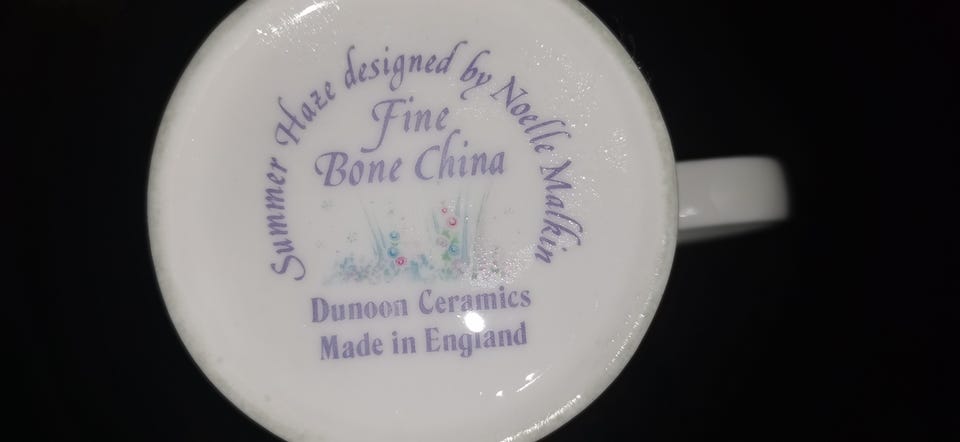 Summer Haze designed by Noelle Malkin
Fine
Bone China
Dunoon Ceramics
Made in England